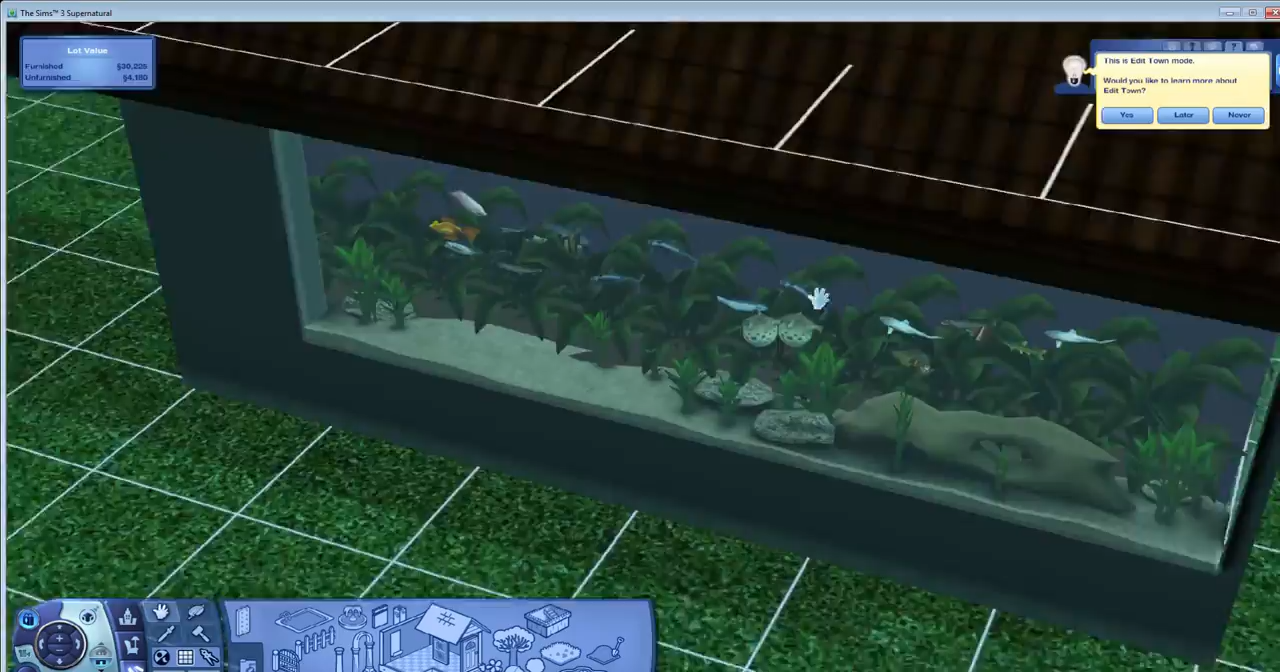 The Sims™ 3 Supernatural
Lot Value
Furnished §30,225
Unfurnished §4,180
This is Edit Town mode.
Would you like to learn more about
Edit Town?
Yes Later Never